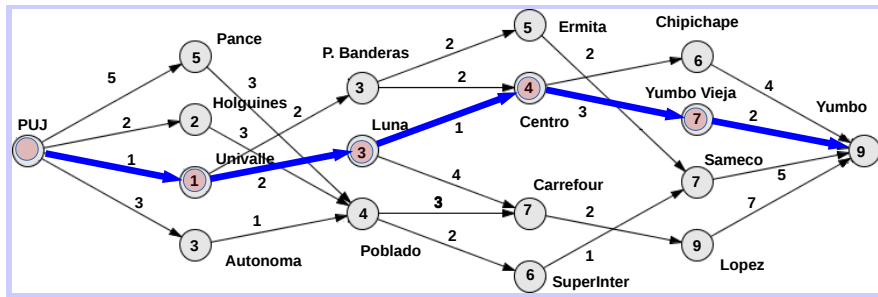 Ermita
Chipichape
5
2
Pance
P. Banderas
2
6
5
5
3
3
2
4
4
Yumbo Vieja
Yumbo
PUJ
2
2
Holguines
2
Luna
1
Centro
3
7
2
3
3
9
1
1
Univalle
2
4
Sameco
7
5
3
Carrefour
1
4
3
7
2
7
3
Autonoma
Poblado
2
6
1
9
Lopez
SuperInter